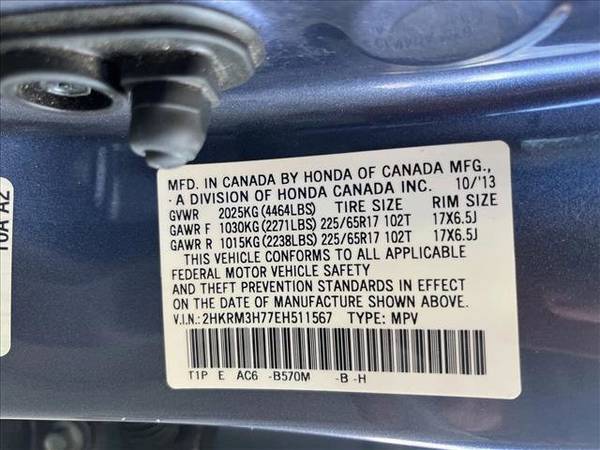 MFD. IN CANADA BY HONDA OF CANADA MFG.,
A DIVISION OF HONDA CANADA INC. 10/'13
GVWR 2025KG(4464LBS) TIRE SIZE RIM SIZE
GAWR F 1030KG(2271LBS) 225/65R17 102T 17X6.5J
GAWR R 1015KG(2238LBS) 225/65R17 102T 17X6.5J
THIS VEHICLE CONFORMS TO ALL APPLICABLE
FEDERAL MOTOR VEHICLE SAFETY
AND THEFT PREVENTION STANDARDS IN EFFECT
ON THE DATE OF MANUFACTURE SHOWN ABOVE.
V.I.N.:2HKRM3H77EH511567 TYPE: MPV
T1P E AC6 -B570M -B -H